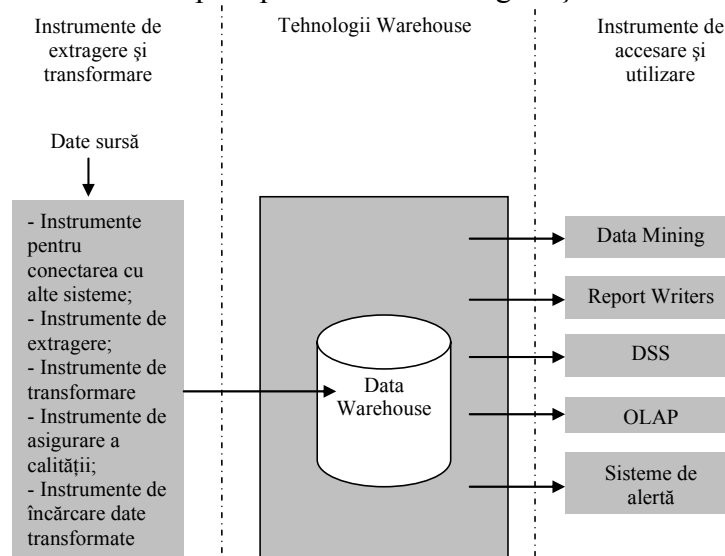 Instrumente de
extragere şi
transformare
Tehnologii Warehouse
Instrumente de
accesare şi
utilizare
Date sursă
- Instrumente
pentru
conectarea cu
alte sisteme;
- Instrumente de
extragere;
- Instrumente de
transformare
- Instrumente de
asigurare a
calităţii;
- Instrumente de
încărcare date
transformate
Data
Warehouse
Data Mining
Report Writers
DSS
OLAP
Sisteme de
alertă